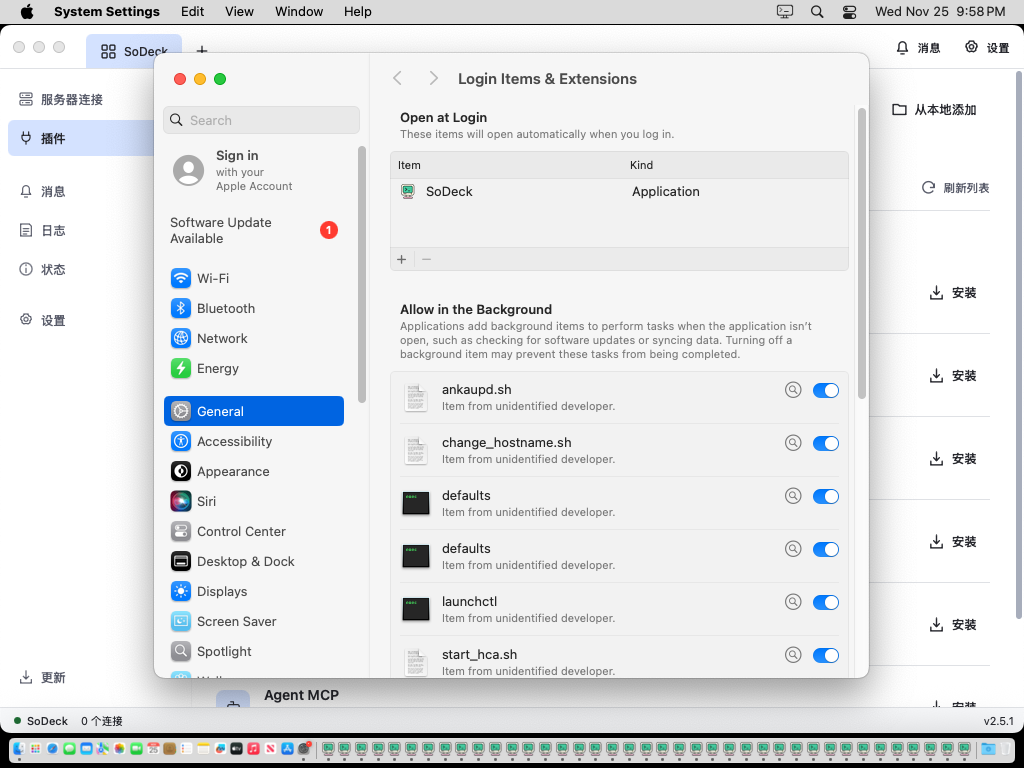 System Settings Edit View Window Help Wed Nov 25 9:58 PM
SoDeck +
消息 设置
服务器连接
插件
消息
日志
状态
设置
更新
从本地添加
刷新列表
安装
安装
安装
安装
安装
Agent MCP
SoDeck 0 个连接
v2.5.1
Search
Sign in
with your
Apple Account
Software Update
Available
1
Wi-Fi
Bluetooth
Network
Energy
General
Accessibility
Appearance
Siri
Control Center
Desktop & Dock
Displays
Screen Saver
Spotlight
Login Items & Extensions
Open at Login
These items will open automatically when you log in.
Item Kind
SoDeck Application
+ −
Allow in the Background
Applications add background items to perform tasks when the application isn't
open, such as checking for software updates or syncing data. Turning off a
background item may prevent these tasks from being completed.
ankaupd.sh
Item from unidentified developer.
change_hostname.sh
Item from unidentified developer.
defaults
Item from unidentified developer.
defaults
Item from unidentified developer.
launchctl
Item from unidentified developer.
start_hca.sh
Item from unidentified developer.